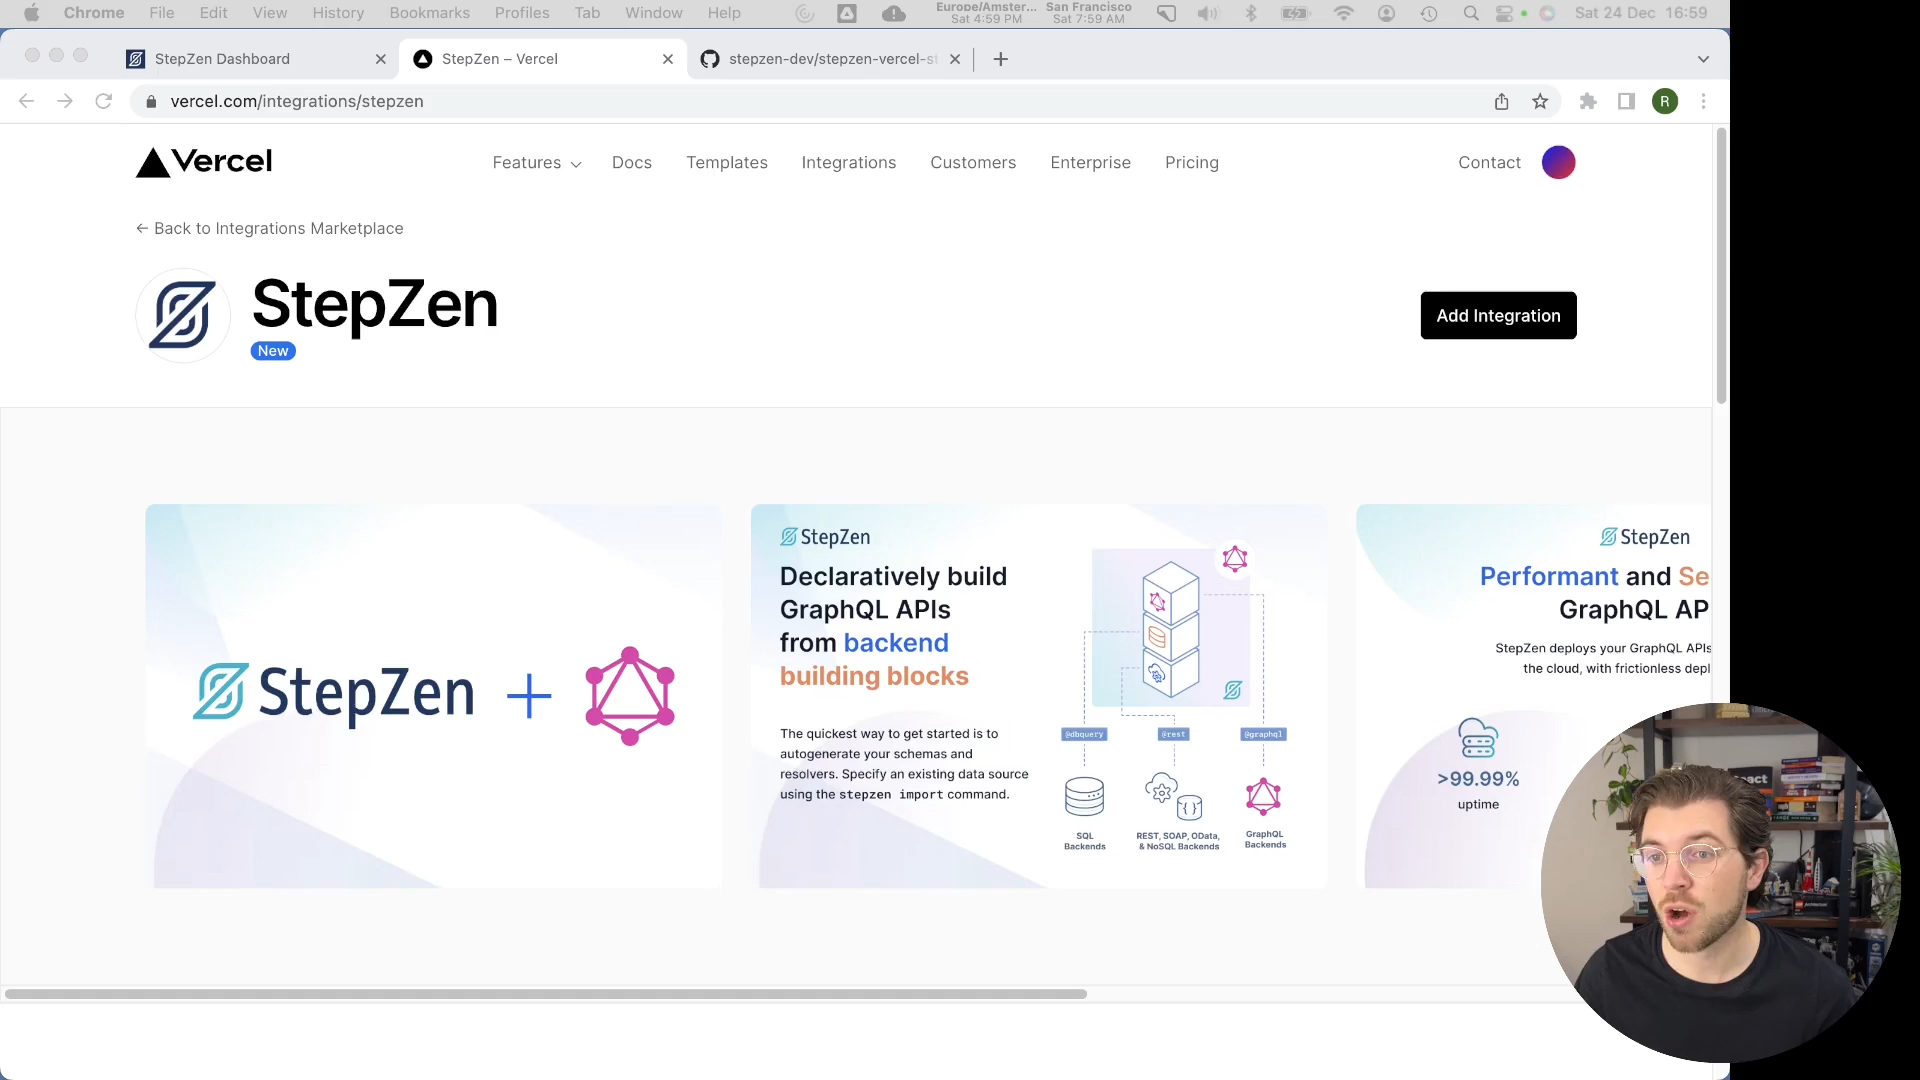 Chrome File Edit View History Bookmarks Profiles Tab Window Help
Europe/Amster... San Francisco
Sat 4:59 PM Sat 7:59 AM
Sat 24 Dec 16:59
StepZen Dashboard
StepZen – Vercel
stepzen-dev/stepzen-vercel-st
vercel.com/integrations/stepzen
R
Vercel
Features Docs Templates Integrations Customers Enterprise Pricing
Contact
← Back to Integrations Marketplace
StepZen
New
Add Integration
StepZen +
StepZen
Declaratively build
GraphQL APIs
from backend
building blocks
The quickest way to get started is to
autogenerate your schemas and
resolvers. Specify an existing data source
using the stepzen import command.
@dbquery @rest @graphql
SQL
Backends
REST, SOAP, OData,
& NoSQL Backends
GraphQL
Backends
StepZen
Performant and Se
GraphQL AP
StepZen deploys your GraphQL APIs
the cloud, with frictionless depl
>99.99%
uptime